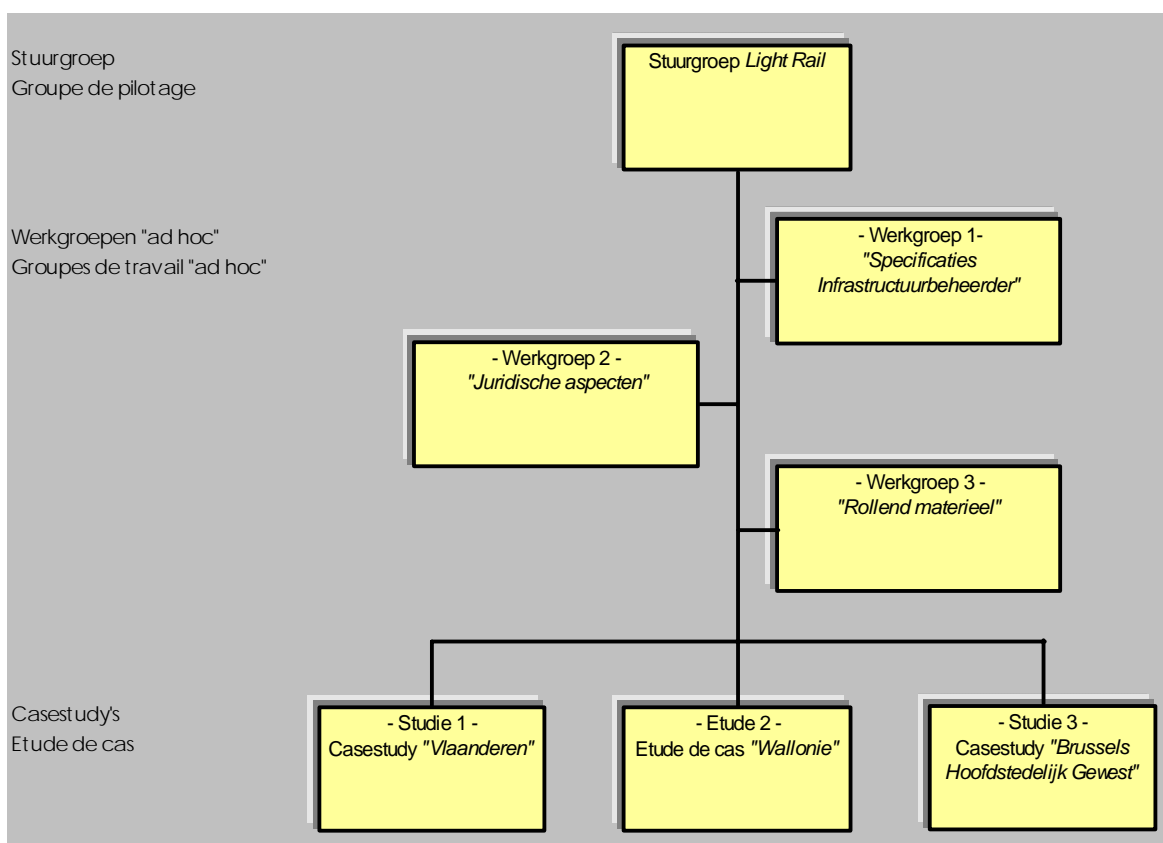 Stuurgroep
Groupe de pilotage
Stuurgroep Light Rail
Werkgroepen "ad hoc"
Groupes de travail "ad hoc"
- Werkgroep 1-
"Specificaties
Infrastructuurbeheerder"
- Werkgroep 2 -
"Juridische aspecten"
- Werkgroep 3 -
"Rollend materieel"
Casestudy's
Etude de cas
- Studie 1 -
Casestudy "Vlaanderen"
- Etude 2 -
Etude de cas "Wallonie"
- Studie 3 -
Casestudy "Brussels
Hoofdstedelijk Gewest"